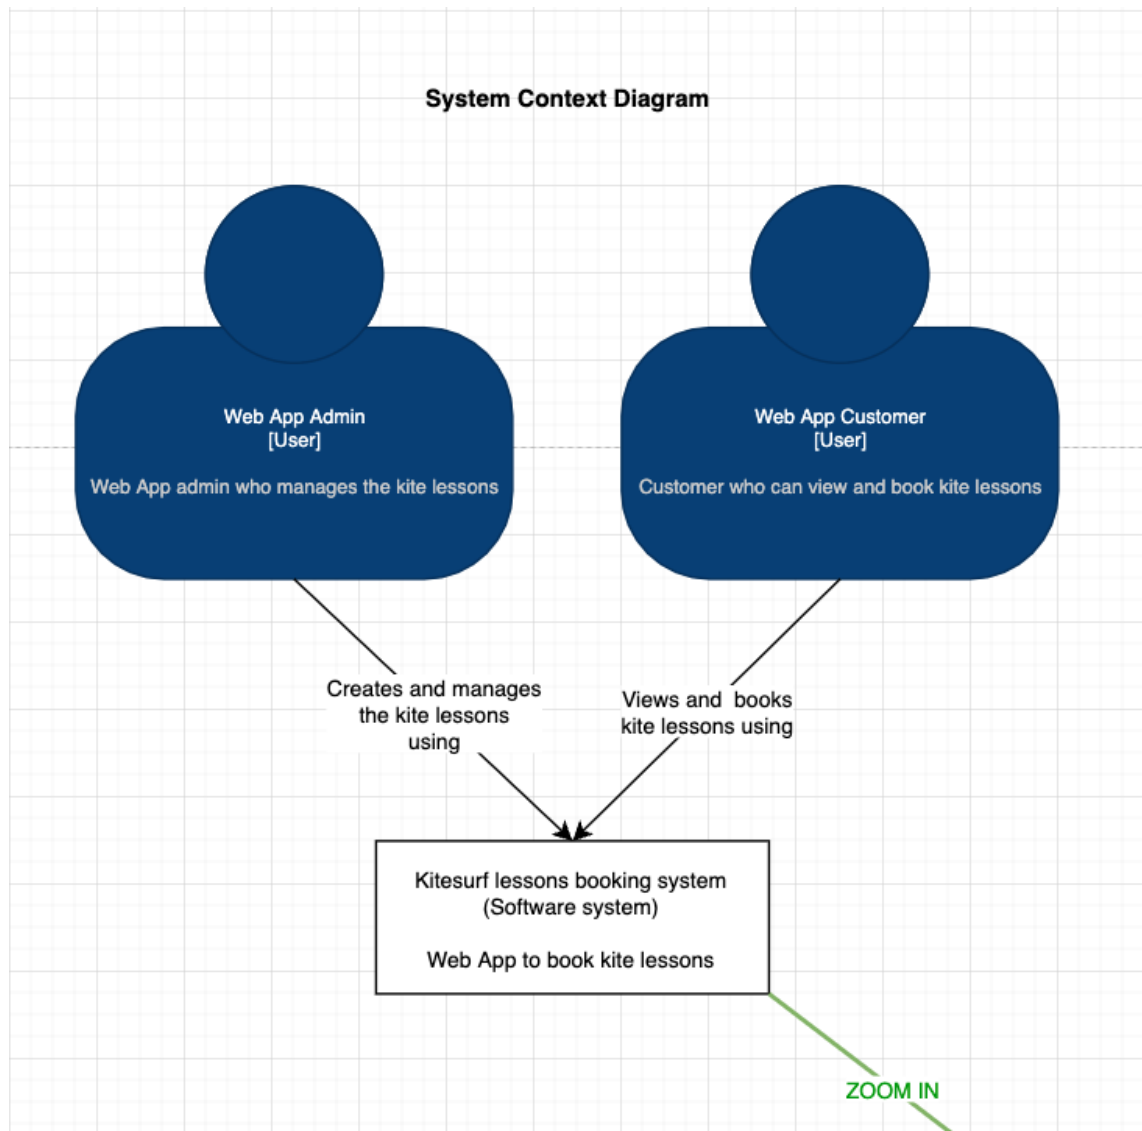 System Context Diagram
Web App Admin
[User]
Web App admin who manages the kite lessons
Web App Customer
[User]
Customer who can view and book kite lessons
Creates and manages
the kite lessons
using
Views and  books
kite lessons using
Kitesurf lessons booking system
(Software system)
Web App to book kite lessons
ZOOM IN